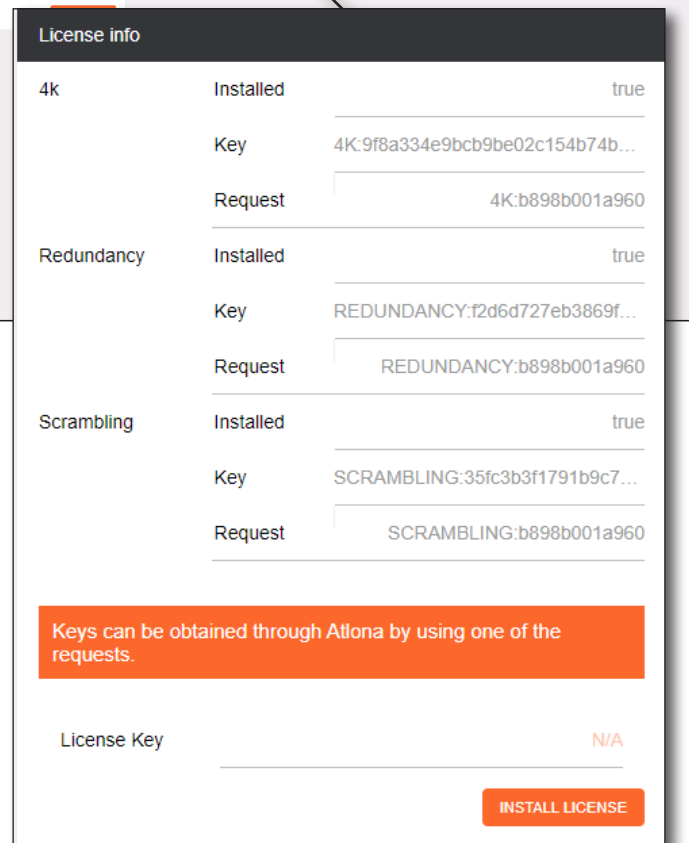 License info
4k Installed true
Key 4K:9f8a334e9bcb9be02c154b74b...
Request 4K:b898b001a960
Redundancy Installed true
Key REDUNDANCY:f2d6d727eb3869f...
Request REDUNDANCY:b898b001a960
Scrambling Installed true
Key SCRAMBLING:35fc3b3f1791b9c7...
Request SCRAMBLING:b898b001a960
Keys can be obtained through Atlona by using one of the
requests.
License Key N/A
INSTALL LICENSE